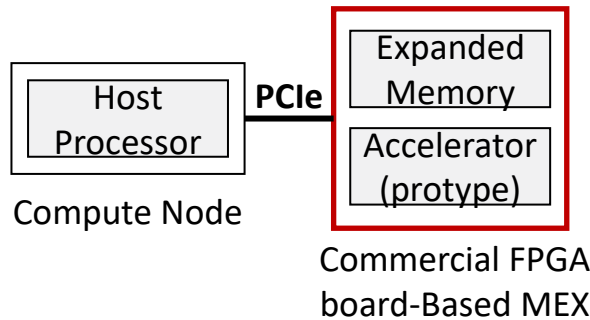 Host
Processor
Compute Node
PCIe
Expanded
Memory
Accelerator
(protype)
Commercial FPGA
board-Based MEX